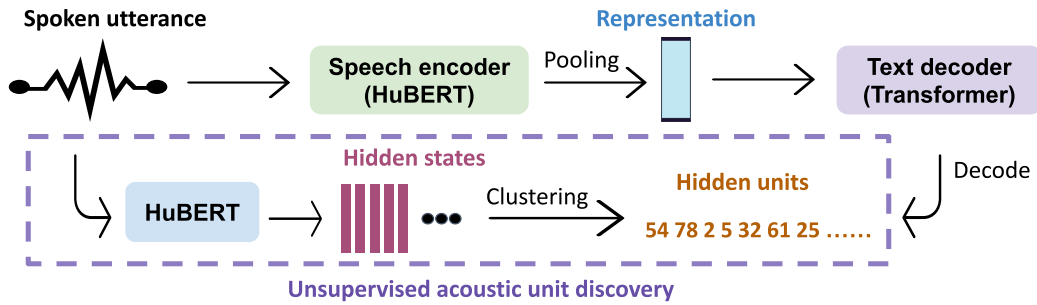 Spoken utterance
Speech encoder
(HuBERT)
Pooling
Representation
Text decoder
(Transformer)
HuBERT
Hidden states
Clustering
Hidden units
54 78 2 5 32 61 25 ......
Decode
Unsupervised acoustic unit discovery